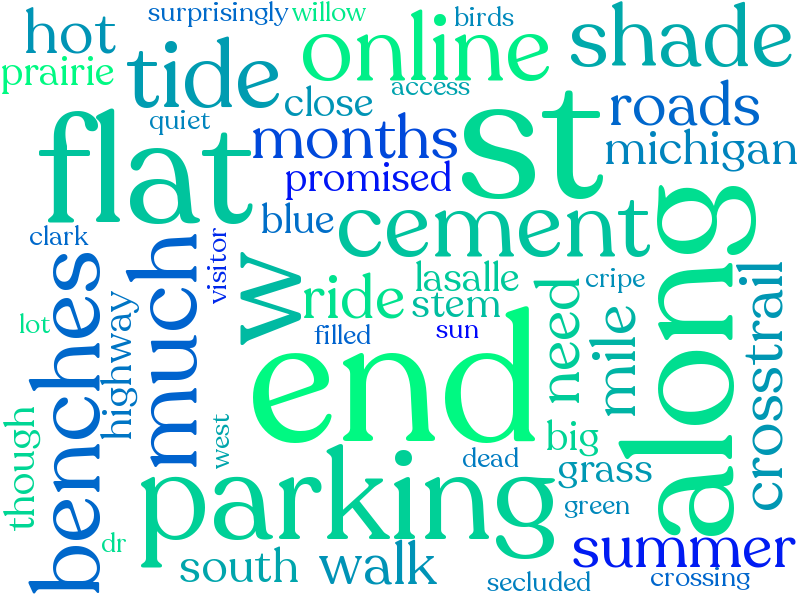 surprisingly
willow
birds
hot
online
shade
prairie
tide
close
access
quiet
roads
flat
months
st
michigan
promised
blue
cement
along
clark
benches
much
visitor
w
ride
lasalle
stem
cripe
need
mile
crosstrail
highway
lot
filled
sun
end
though
west
big
dead
grass
parking
green
dr
south
walk
summer
secluded
crossing